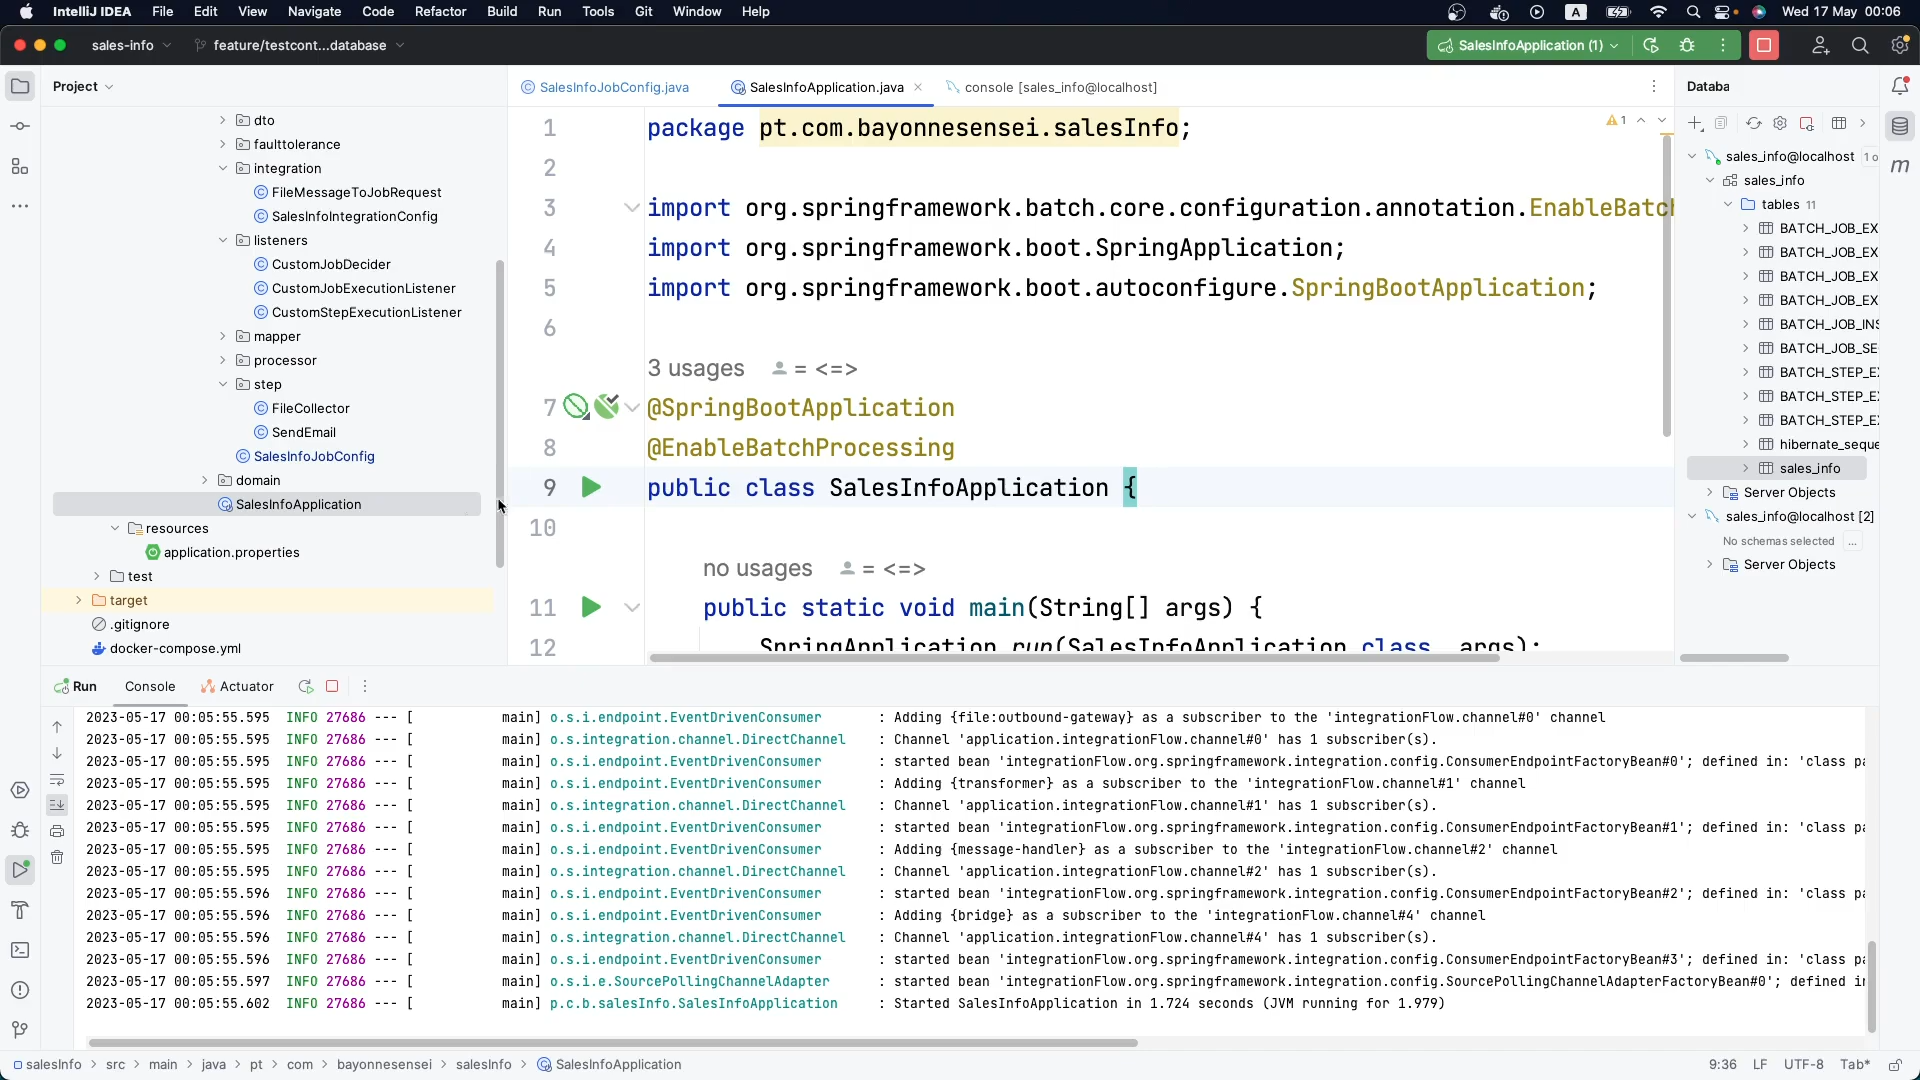 IntelliJ IDEA File Edit View Navigate Code Refactor Build Run Tools Git Window Help A Wed 17 May 00:06
sales-info feature/testcont...database SalesInfoApplication (1)
Project
SalesInfoJobConfig.java SalesInfoApplication.java console [sales_info@localhost]
Databa
dto
faulttolerance
integration
FileMessageToJobRequest
SalesInfoIntegrationConfig
listeners
CustomJobDecider
CustomJobExecutionListener
CustomStepExecutionListener
mapper
processor
step
FileCollector
SendEmail
SalesInfoJobConfig
domain
SalesInfoApplication
resources
application.properties
test
target
.gitignore
docker-compose.yml
1 package pt.com.bayonnesensei.salesInfo;
1
2
3 import org.springframework.batch.core.configuration.annotation.EnableBatch
4 import org.springframework.boot.SpringApplication;
5 import org.springframework.boot.autoconfigure.SpringBootApplication;
6
3 usages = <=>
7 @SpringBootApplication
8 @EnableBatchProcessing
9 public class SalesInfoApplication {
10
no usages = <=>
11 public static void main(String[] args) {
12 SpringApplication.run(SalesInfoApplication.class, args);
sales_info@localhost 1 o
sales_info
tables 11
BATCH_JOB_EX
BATCH_JOB_EX
BATCH_JOB_EX
BATCH_JOB_EX
BATCH_JOB_INS
BATCH_JOB_SE
BATCH_STEP_EX
BATCH_STEP_EX
BATCH_STEP_EX
hibernate_seque
sales_info
Server Objects
sales_info@localhost [2]
No schemas selected ...
Server Objects
m
Run Console Actuator
2023-05-17 00:05:55.595 INFO 27686 --- [ main] o.s.i.endpoint.EventDrivenConsumer : Adding {file:outbound-gateway} as a subscriber to the 'integrationFlow.channel#0' channel
2023-05-17 00:05:55.595 INFO 27686 --- [ main] o.s.integration.channel.DirectChannel : Channel 'application.integrationFlow.channel#0' has 1 subscriber(s).
2023-05-17 00:05:55.595 INFO 27686 --- [ main] o.s.i.endpoint.EventDrivenConsumer : started bean 'integrationFlow.org.springframework.integration.config.ConsumerEndpointFactoryBean#0'; defined in: 'class pa
2023-05-17 00:05:55.595 INFO 27686 --- [ main] o.s.i.endpoint.EventDrivenConsumer : Adding {transformer} as a subscriber to the 'integrationFlow.channel#1' channel
2023-05-17 00:05:55.595 INFO 27686 --- [ main] o.s.integration.channel.DirectChannel : Channel 'application.integrationFlow.channel#1' has 1 subscriber(s).
2023-05-17 00:05:55.595 INFO 27686 --- [ main] o.s.i.endpoint.EventDrivenConsumer : started bean 'integrationFlow.org.springframework.integration.config.ConsumerEndpointFactoryBean#1'; defined in: 'class pa
2023-05-17 00:05:55.595 INFO 27686 --- [ main] o.s.i.endpoint.EventDrivenConsumer : Adding {message-handler} as a subscriber to the 'integrationFlow.channel#2' channel
2023-05-17 00:05:55.595 INFO 27686 --- [ main] o.s.integration.channel.DirectChannel : Channel 'application.integrationFlow.channel#2' has 1 subscriber(s).
2023-05-17 00:05:55.596 INFO 27686 --- [ main] o.s.i.endpoint.EventDrivenConsumer : started bean 'integrationFlow.org.springframework.integration.config.ConsumerEndpointFactoryBean#2'; defined in: 'class pa
2023-05-17 00:05:55.596 INFO 27686 --- [ main] o.s.i.endpoint.EventDrivenConsumer : Adding {bridge} as a subscriber to the 'integrationFlow.channel#4' channel
2023-05-17 00:05:55.596 INFO 27686 --- [ main] o.s.integration.channel.DirectChannel : Channel 'application.integrationFlow.channel#4' has 1 subscriber(s).
2023-05-17 00:05:55.596 INFO 27686 --- [ main] o.s.i.endpoint.EventDrivenConsumer : started bean 'integrationFlow.org.springframework.integration.config.ConsumerEndpointFactoryBean#3'; defined in: 'class pa
2023-05-17 00:05:55.597 INFO 27686 --- [ main] o.s.i.e.SourcePollingChannelAdapter : started bean 'integrationFlow.org.springframework.integration.config.SourcePollingChannelAdapterFactoryBean#0'; defined in
2023-05-17 00:05:55.602 INFO 27686 --- [ main] p.c.b.salesInfo.SalesInfoApplication : Started SalesInfoApplication in 1.724 seconds (JVM running for 1.979)
salesInfo > src > main > java > pt > com > bayonnesensei > salesInfo > SalesInfoApplication 9:36 LF UTF-8 Tab*